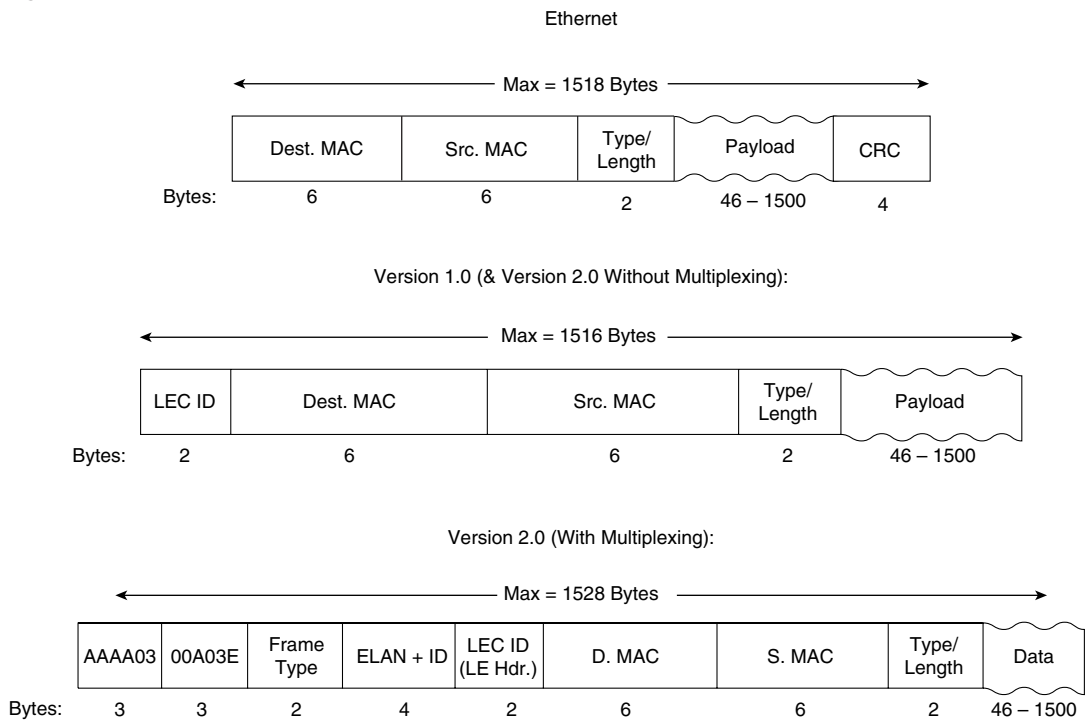 Ethernet
Max = 1518 Bytes
Dest. MAC Src. MAC Type/ Length Payload CRC
Bytes: 6 6 2 46 – 1500 4
Version 1.0 (& Version 2.0 Without Multiplexing):
Max = 1516 Bytes
LEC ID Dest. MAC Src. MAC Type/ Length Payload
Bytes: 2 6 6 2 46 – 1500
Version 2.0 (With Multiplexing):
Max = 1528 Bytes
AAAA03 00A03E Frame Type ELAN + ID LEC ID (LE Hdr.) D. MAC S. MAC Type/ Length Data
Bytes: 3 3 2 4 2 6 6 2 46 – 1500